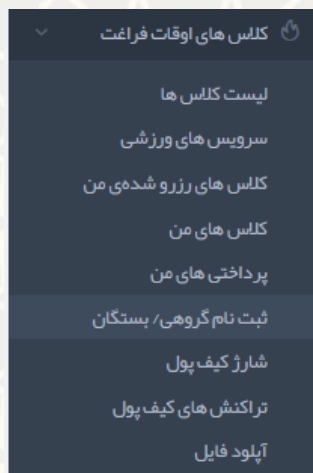 کلاس های اوقات فراغت
لیست کلاس ها
سرویس های ورزشی
کلاس های رزرو شده‌ی من
کلاس های من
پرداختی های من
ثبت نام گروهی/ بستگان
شارژ کیف پول
تراکنش های کیف پول
آپلود فایل